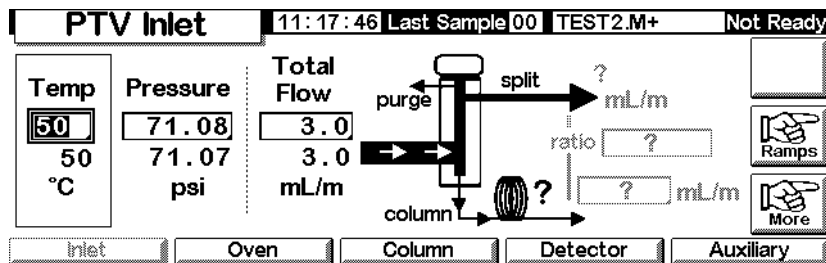 PTV Inlet 11:17:46 Last Sample 00 TEST2.M+ Not Ready
Temp Pressure Total Flow purge split ? mL/m
50 71.08 3.0 ratio ? Ramps
50 71.07 3.0 ? ? mL/m
°C psi mL/m column More
Inlet Oven Column Detector Auxiliary